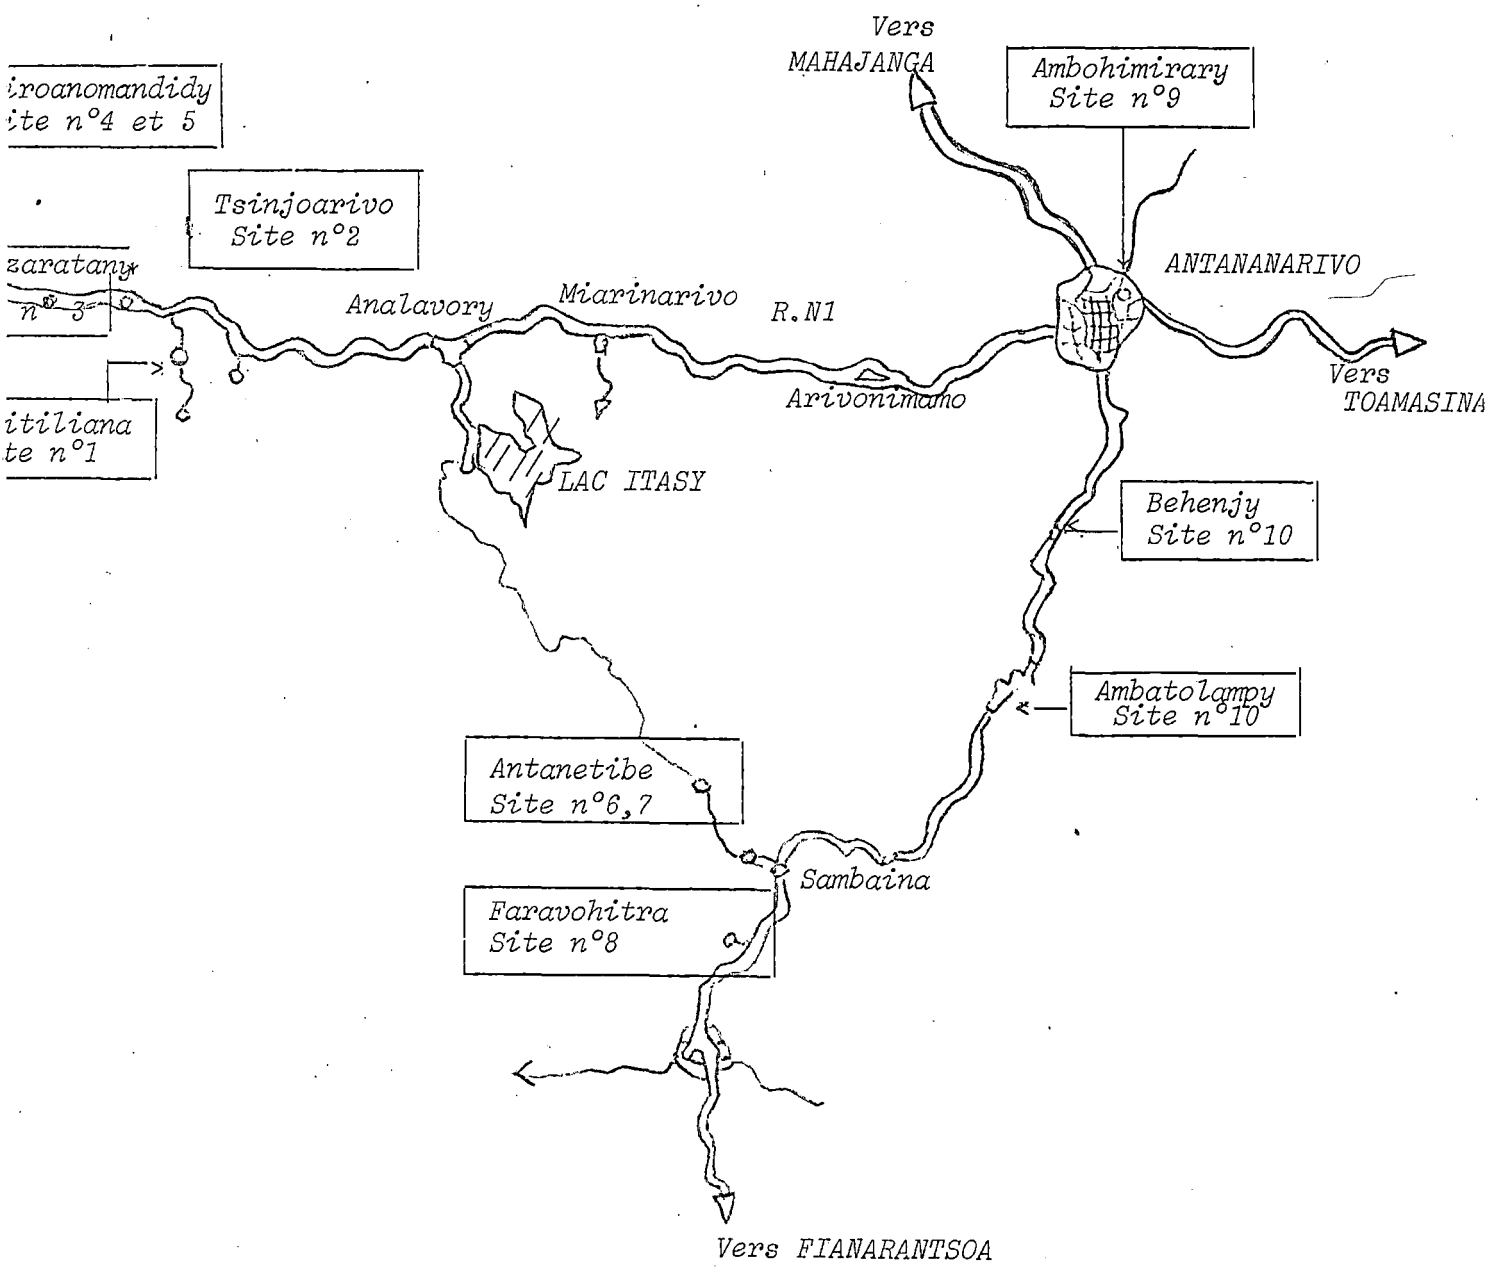 Vers
MAHAJANGA
Ambohimirary
Site n°9
iroanomandidy
ite n°4 et 5
Tsinjoarivo
Site n°2
zaratany*
n° 3
Analavory
Miarinarivo
R.N1
ANTANANARIVO
Arivonimamo
Vers
TOAMASINA
itiliana
te n°1
LAC ITASY
Behenjy
Site n°10
Ambatolampy
Site n°10
Antanetibe
Site n°6,7
Sambaina
Faravohitra
Site n°8
Vers FIANARANTSOA